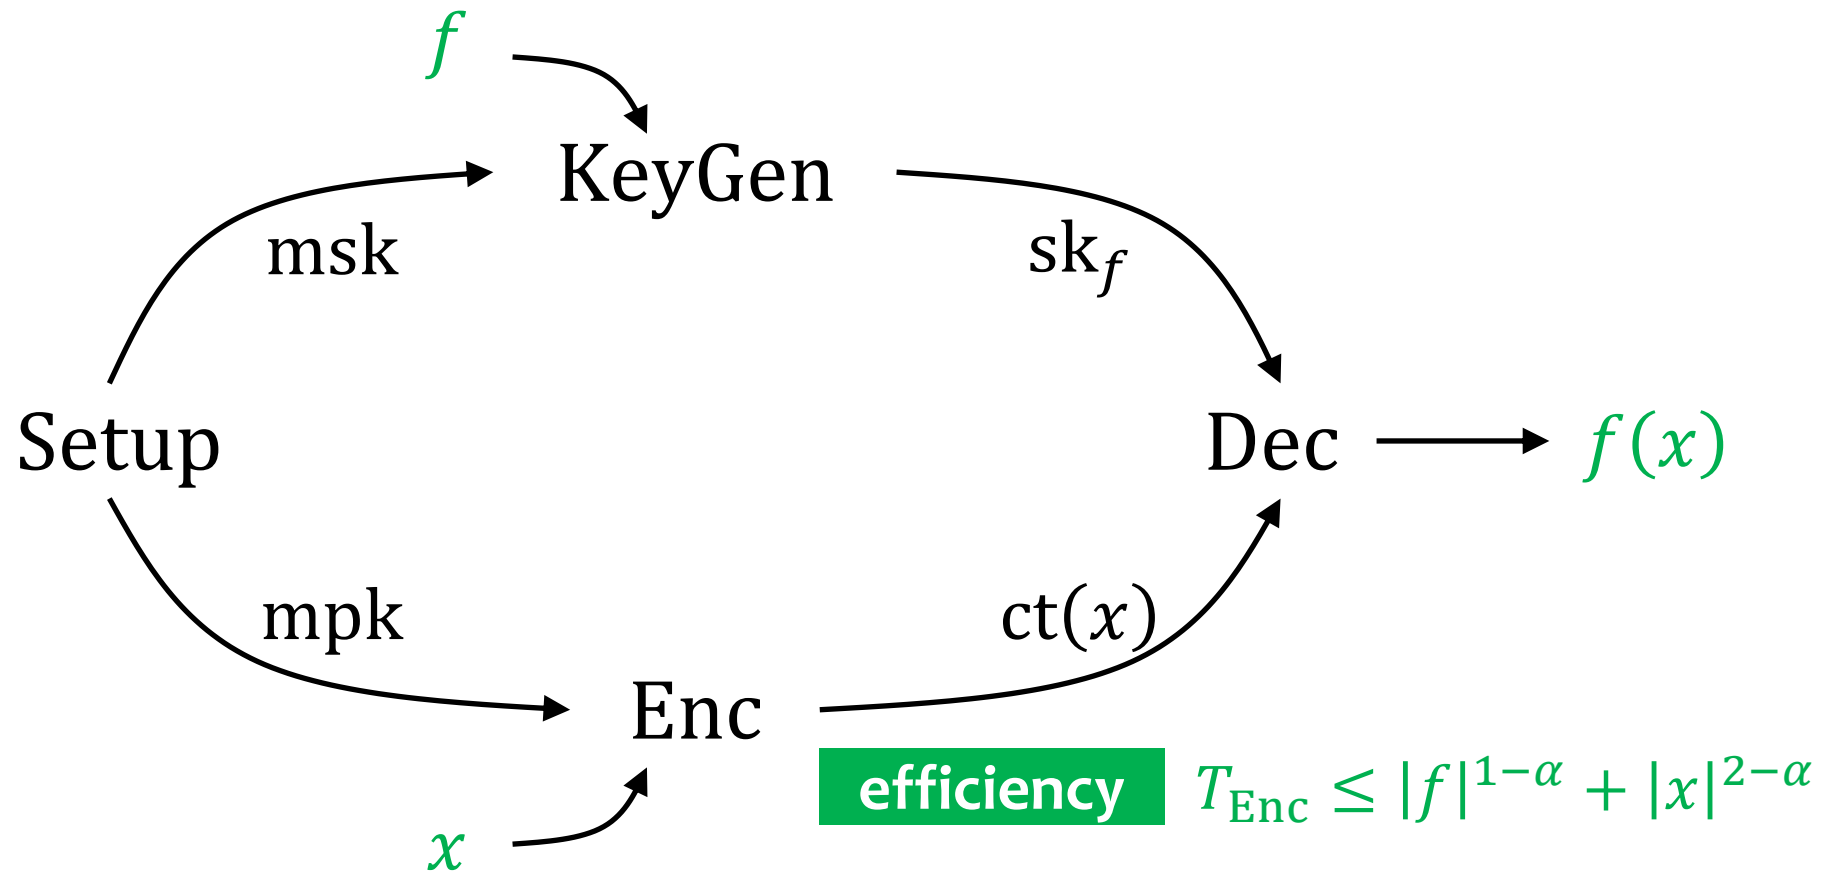 f
KeyGen
msk
sk_f
Setup
Dec
f(x)
mpk
ct(x)
Enc
efficiency
T_Enc ≤ |f|^{1−α} + |x|^{2−α}
x